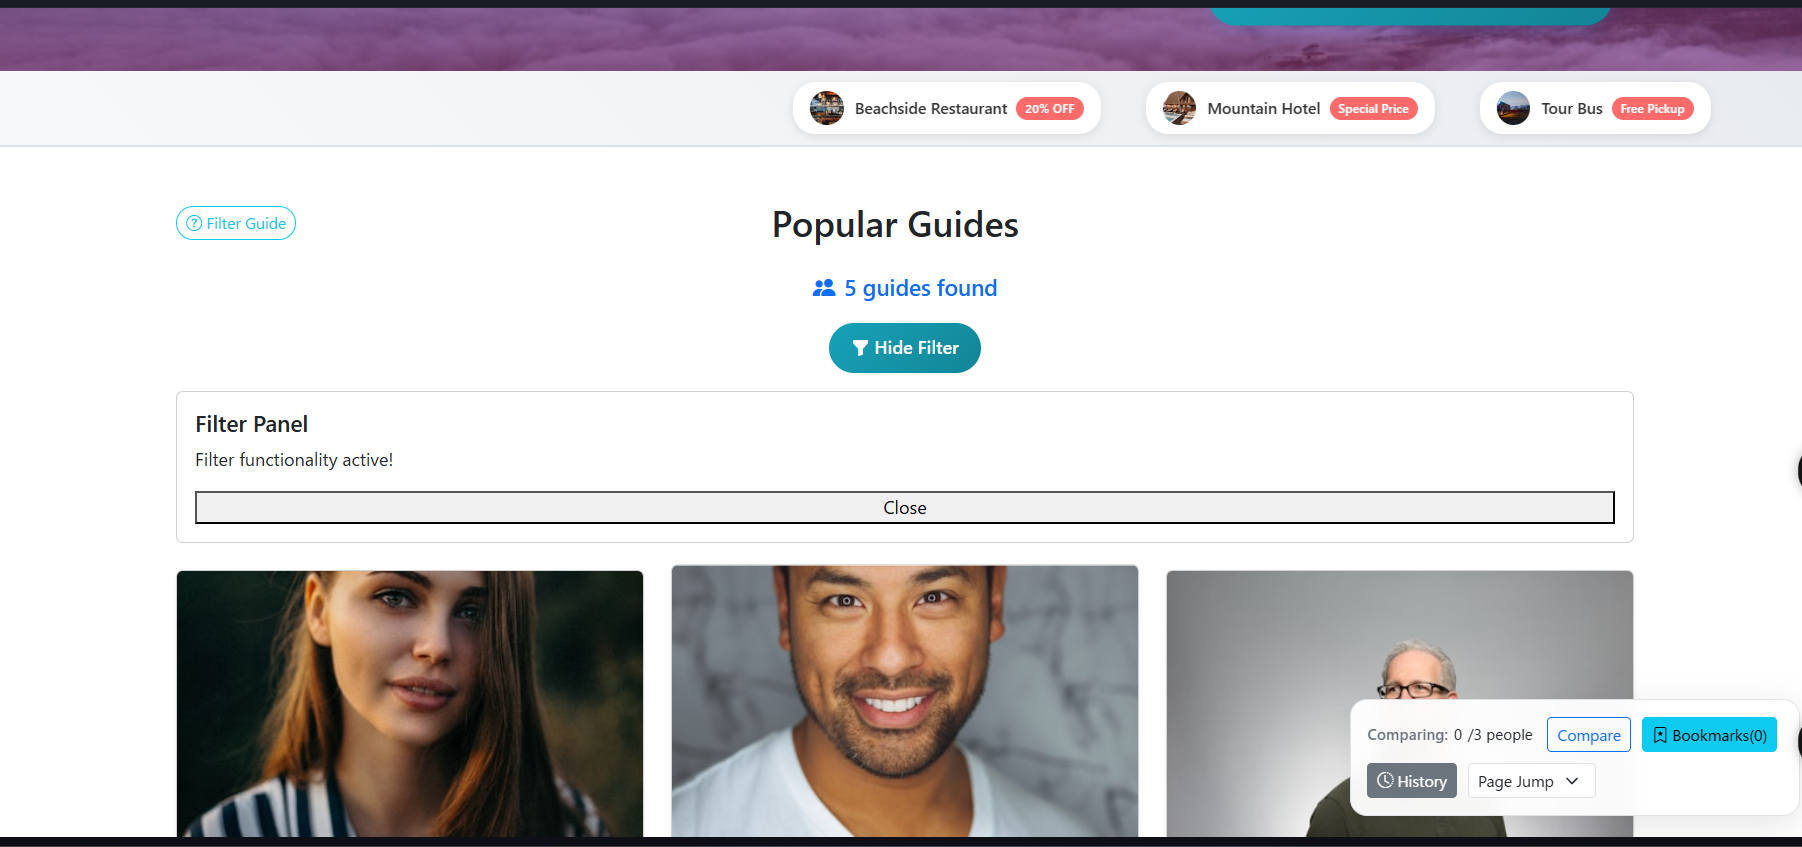 Beachside Restaurant 20% OFF
Mountain Hotel Special Price
Tour Bus Free Pickup
Filter Guide
Popular Guides
5 guides found
Hide Filter
Filter Panel
Filter functionality active!
Close
Comparing: 0 /3 people Compare Bookmarks(0)
History Page Jump